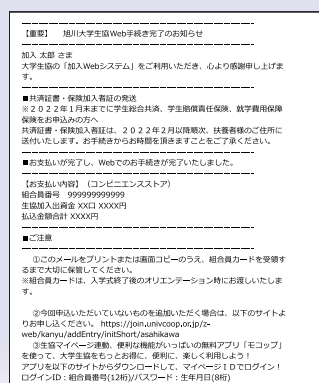 【重要】 旭川大学生協Web手続き完了のお知らせ
加入 太郎 さま
大学生協の「加入Webシステム」をご利用いただき、心より感謝申し上げま
す。
■共済証書・保険加入者証の発送
※2022年1月末までに学生総合共済、学生賠償責任保険、就学費用保障
保険をお申込みの方へ
共済証書・保険加入者証は、2022年2月以降順次、扶養者様のご住所に
送付いたします。お手続きからお時間を頂きますことをご了承ください。
■お支払いが完了し、Webでのお手続きが完了いたしました。
【お支払い内容】（コンビニエンスストア）
組合員番号 999999999999
生協加入出資金 XX口 XXXX円
払込金額合計 XXXX円
■ご注意
①このメールをプリントまたは画面コピーのうえ、組合員カードを受領す
るまで大切に保管してください。
※組合員カードは、入学式終了後のオリエンテーション時にお渡しいたしま
す。
②今回申込いただいていないものを追加いただく場合は、以下のサイトよ
りお申し込ください。 https://join.univcoop.or.jp/z-
web/kanyu/addEntry/initShort/asahikawa
③生協マイページ連動、便利な機能がいっぱいの無料アプリ「モコップ」
を使って、大学生協をもっとお得に、便利に、楽しく利用しよう！
アプリを以下のサイトからダウンロードして、マイページIDでログイン！
ログインID：組合員番号(12桁)/パスワード：生年月日(8桁)